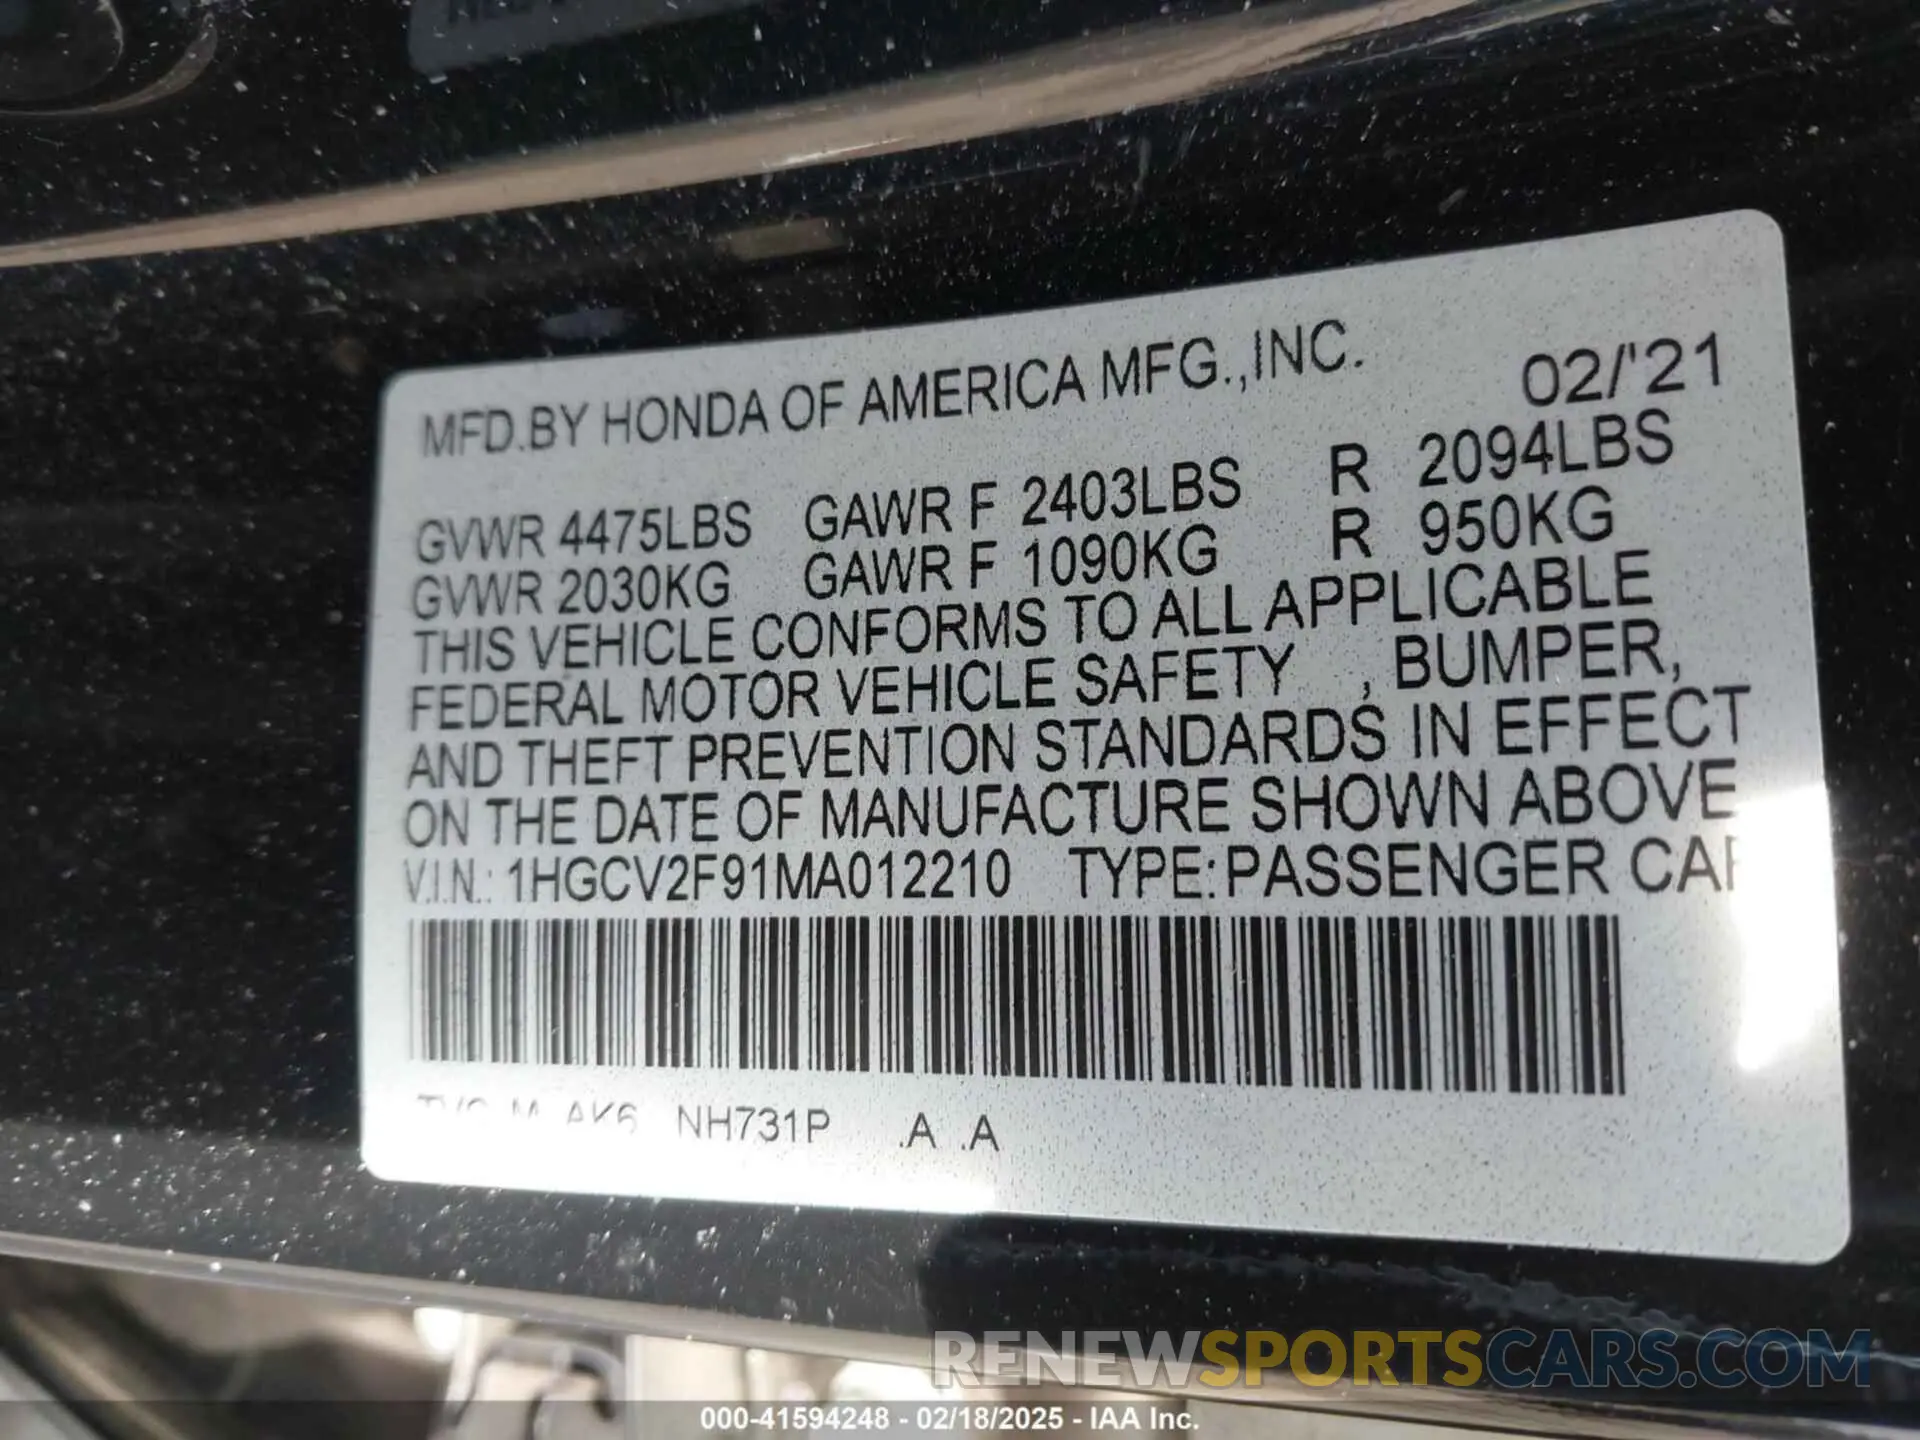 MFD.BY HONDA OF AMERICA MFG.,INC. 02/'21
GVWR 4475LBS GAWR F 2403LBS R 2094LBS
GVWR 2030KG GAWR F 1090KG R 950KG
THIS VEHICLE CONFORMS TO ALL APPLICABLE
FEDERAL MOTOR VEHICLE SAFETY , BUMPER,
AND THEFT PREVENTION STANDARDS IN EFFECT
ON THE DATE OF MANUFACTURE SHOWN ABOVE
V.I.N.: 1HGCV2F91MA012210 TYPE:PASSENGER CAR
NH731P .A .A
RENEWSPORTSCARS.COM
000-41594248 - 02/18/2025 - IAA Inc.